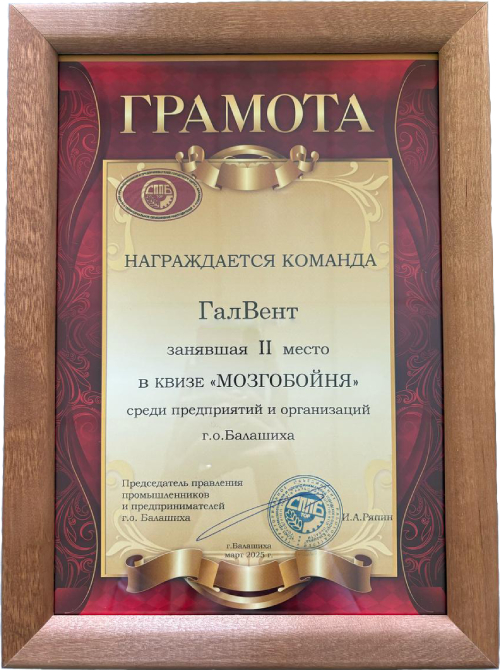 ГРАМОТА
СППБ
НАГРАЖДАЕТСЯ КОМАНДА
ГалВент
занявшая II место
в квизе «МОЗГОБОЙНЯ»
среди предприятий и организаций
г.о.Балашиха
Председатель правления
промышленников
и предпринимателей
г.о. Балашиха
И.А.Ряпин
г.Балашиха
март 2025 г.